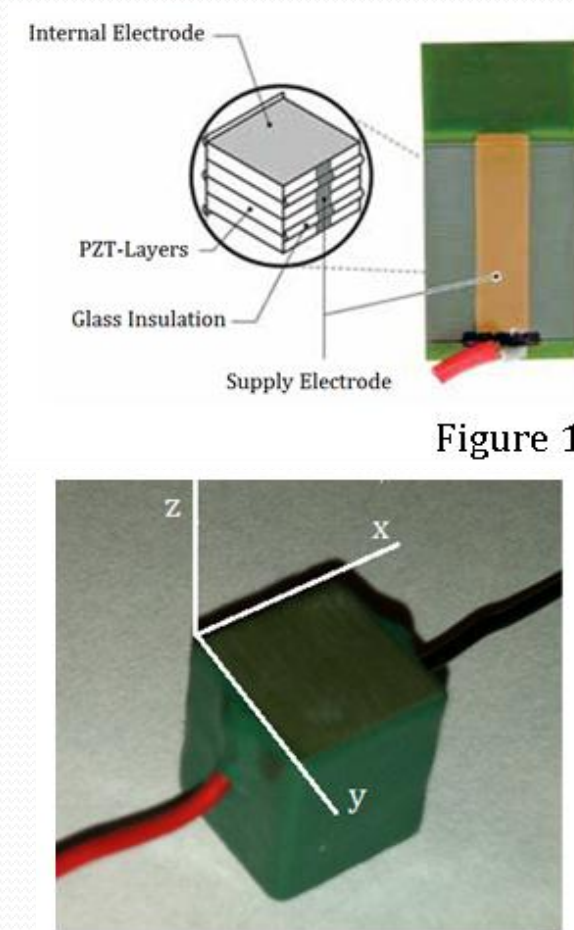 Internal Electrode
PZT-Layers
Glass Insulation
Supply Electrode
Figure 1
z
x
y